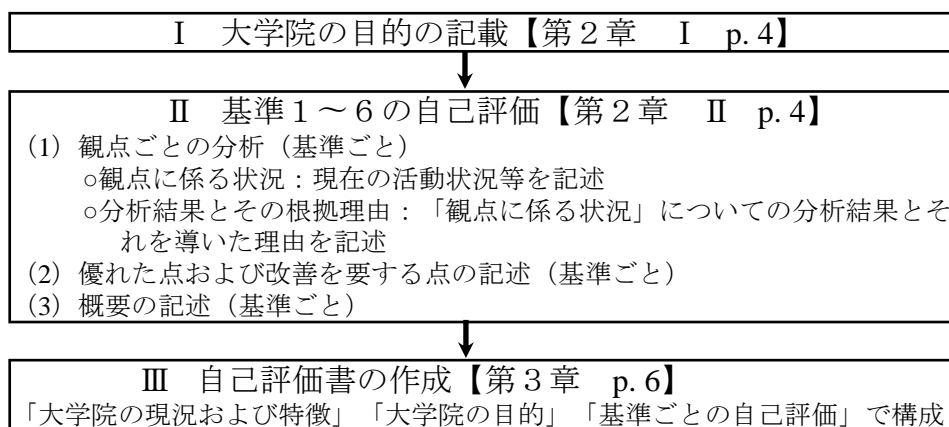 Ⅰ 大学院の目的の記載【第２章 Ⅰ p.4】
Ⅱ 基準１～６の自己評価【第２章 Ⅱ p.4】
(1) 観点ごとの分析（基準ごと）
○観点に係る状況：現在の活動状況等を記述
○分析結果とその根拠理由：「観点に係る状況」についての分析結果とそ
れを導いた理由を記述
(2) 優れた点および改善を要する点の記述（基準ごと）
(3) 概要の記述（基準ごと）
Ⅲ 自己評価書の作成【第３章 p.6】
「大学院の現況および特徴」「大学院の目的」「基準ごとの自己評価」で構成